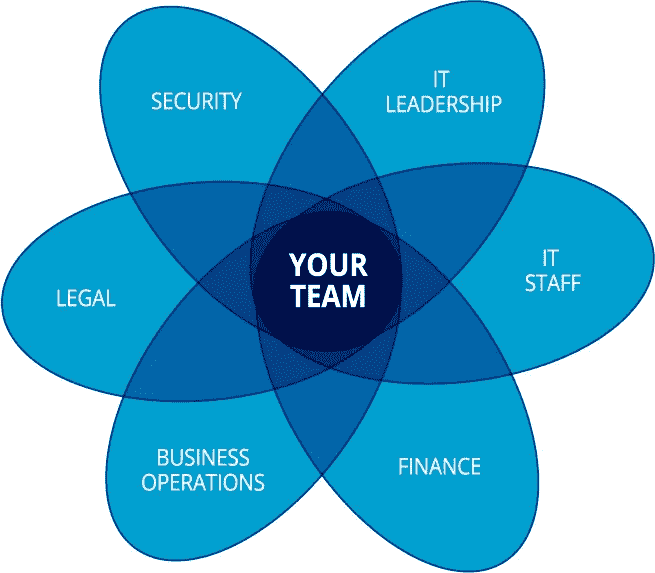 SECURITY
IT
LEADERSHIP
IT
STAFF
YOUR
TEAM
LEGAL
BUSINESS
OPERATIONS
FINANCE